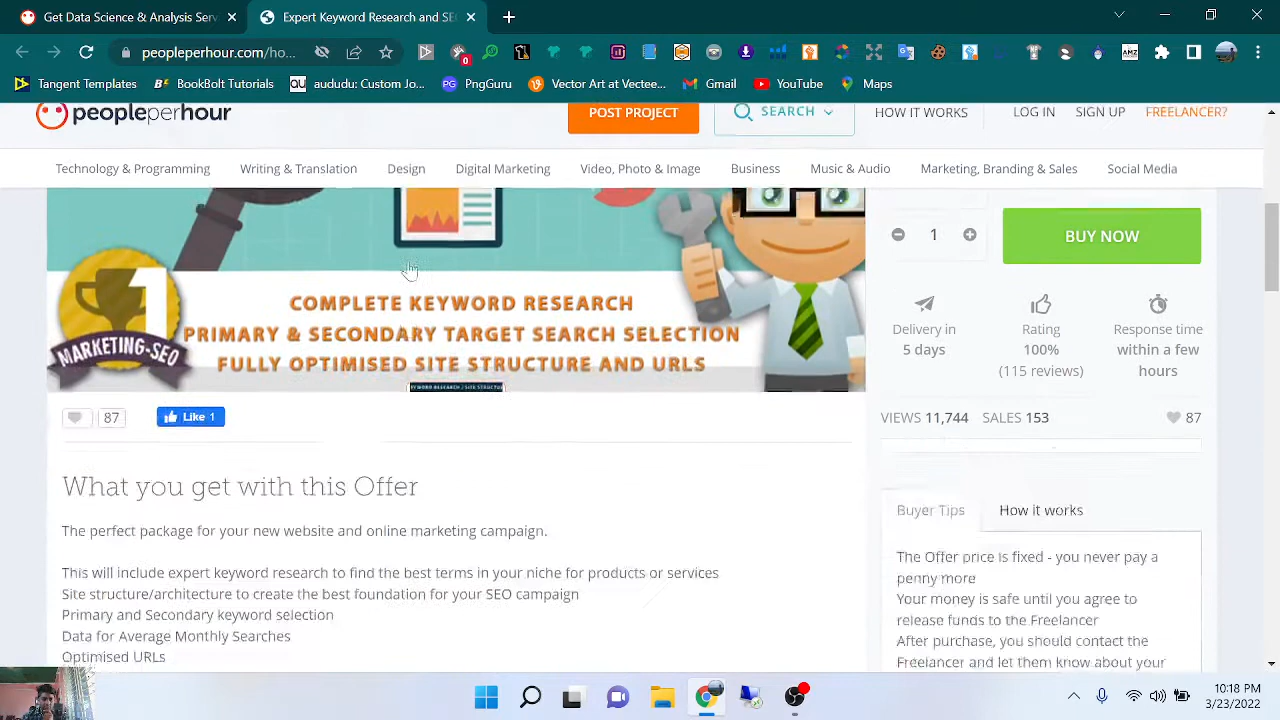 Get People Get Serv
Expert Keyword Research and SE
peopleperhour.com/ho...
0
Tangent Templates
BookBolt Tutorials
audurdu: Custom Jo...
PngGuru
Vector Art at Vectee...
Gmail
YouTube
Maps
peopleperhour
POST PROJECT
SEARCH
HOW IT WORKS
LOG IN
SIGN UP
FREELANCER?
Technology & Programming
Writing & Translation
Design
Digital Marketing
Video, Photo & Image
Business
Music & Audio
Marketing, Branding & Sales
Social Media
1
BUY NOW
1
COMPLETE KEYWORD RESEARCH
PRIMARY & SECONDARY TARGET SEARCH SELECTION
FULLY OPTIMISED SITE STRUCTURE AND URLS
MARKETING-SEO
Delivery in
5 days
Rating
100%
(115 reviews)
Response time
within a few
hours
87
Like 1
VIEWS 11,744
SALES 153
87
What you get with this Offer
The perfect package for your new website and online marketing campaign.
This will include expert keyword research to find the best terms in your niche for products or services
Site structure/architecture to create the best foundation for your SEO campaign
Primary and Secondary keyword selection
Data for Average Monthly Searches
Optimised URLs
Buyer Tips
How it works
The Offer price is fixed - you never pay a
penny more
Your money is safe until you agree to
release funds to the Freelancer
After purchase, you should contact the
Freelancer and let them know about your
10:18 PM
3/23/2022